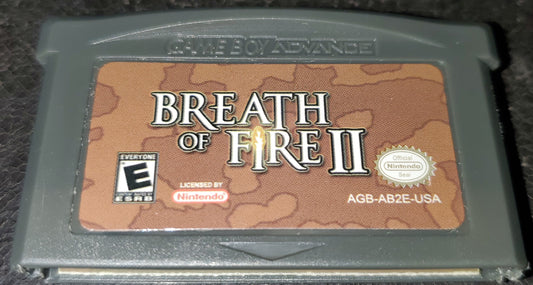 GAME BOY ADVANCE
BREATH
OF FIRE II
EVERYONE
E
ESRB
LICENSED BY
Nintendo
Official
Nintendo
Seal
AGB-AB2E-USA